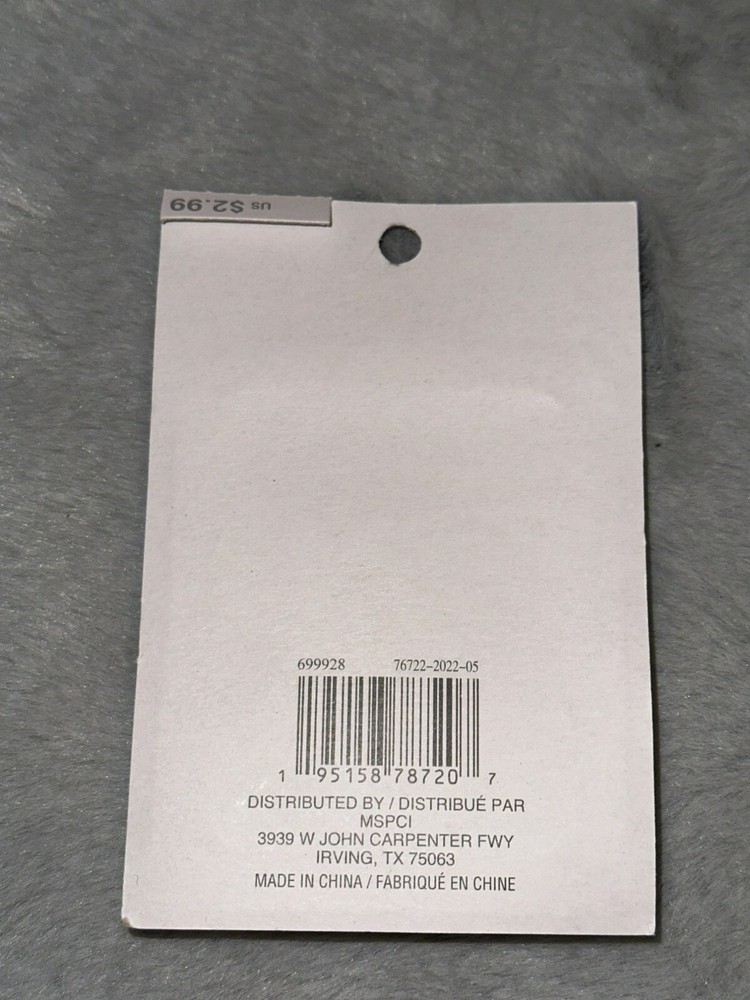 US $2.99
699928 76722-2022-05
1 95158 78720 7
DISTRIBUTED BY / DISTRIBUÉ PAR
MSPCI
3939 W JOHN CARPENTER FWY
IRVING, TX 75063
MADE IN CHINA / FABRIQUÉ EN CHINE